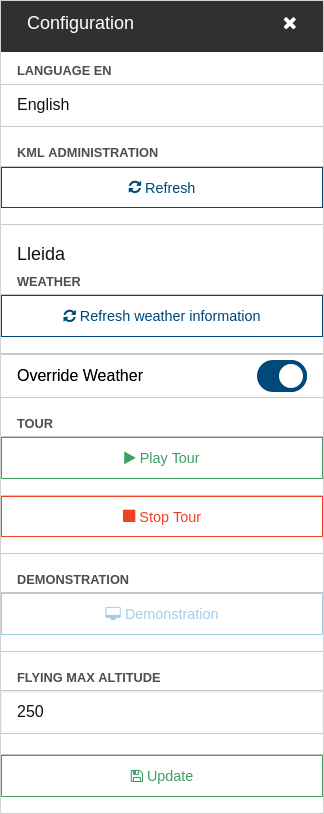 Configuration
LANGUAGE EN
English
KML ADMINISTRATION
Refresh
Lleida
WEATHER
Refresh weather information
Override Weather
TOUR
Play Tour
Stop Tour
DEMONSTRATION
Demonstration
FLYING MAX ALTITUDE
250
Update